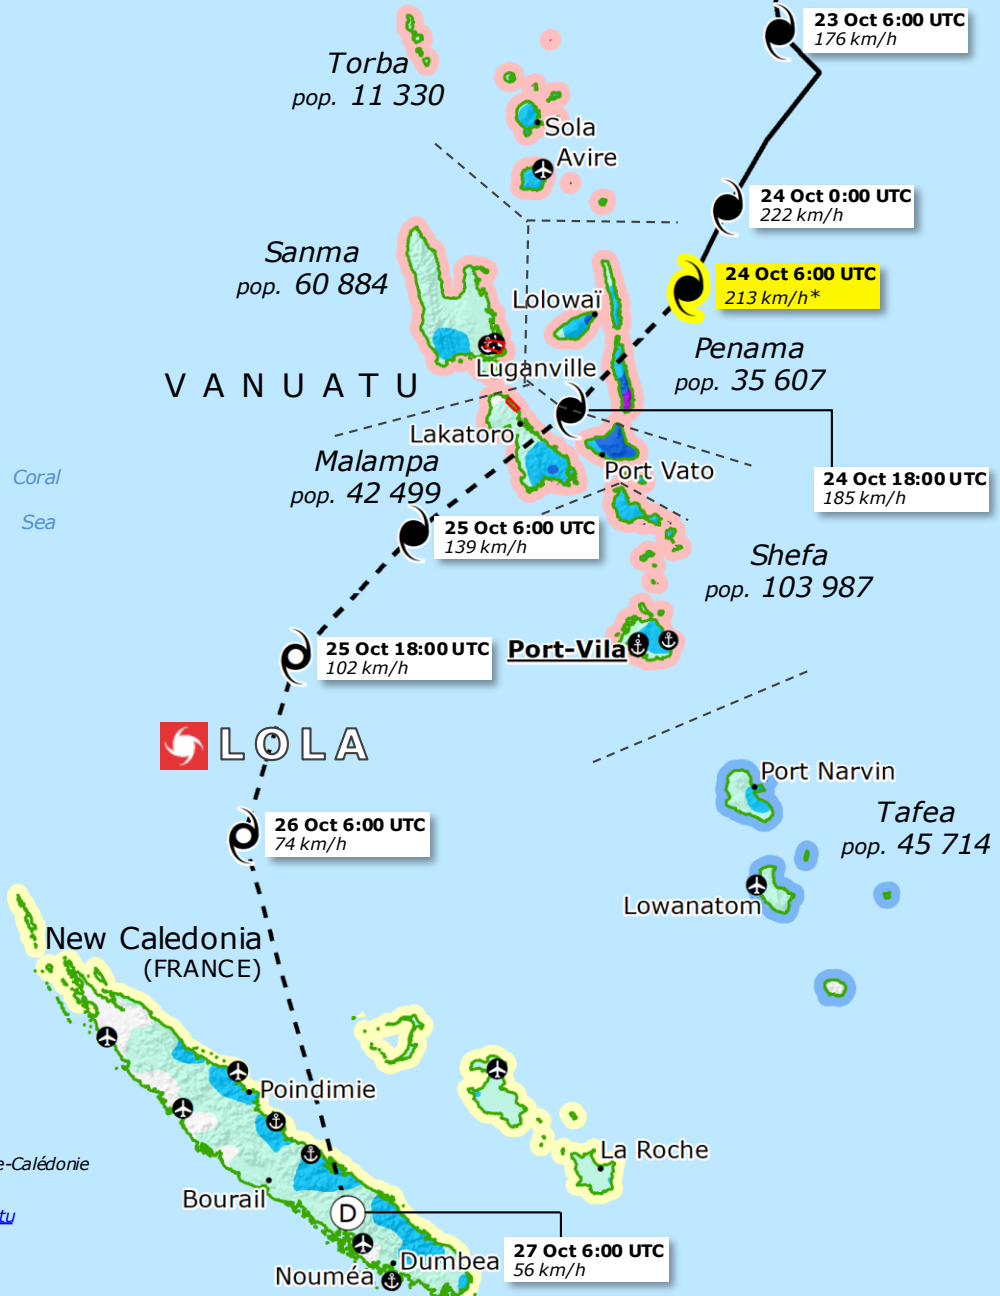 23 Oct 6:00 UTC
176 km/h
Torba
pop. 11 330
Sola
Avire
24 Oct 0:00 UTC
222 km/h
Sanma
pop. 60 884
24 Oct 6:00 UTC
213 km/h*
Lolowaï
Penama
pop. 35 607
Luganville
VANUATU
Lakatoro
Malampa
pop. 42 499
Port Vato
24 Oct 18:00 UTC
185 km/h
Coral
Sea
25 Oct 6:00 UTC
139 km/h
Shefa
pop. 103 987
25 Oct 18:00 UTC
102 km/h
Port-Vila
LOLA
Port Narvin
Tafea
pop. 45 714
26 Oct 6:00 UTC
74 km/h
Lowanatom
New Caledonia
(FRANCE)
Poindimie
La Roche
e-Calédonie
Bourail
tu
D
27 Oct 6:00 UTC
56 km/h
Dumbea
Nouméa